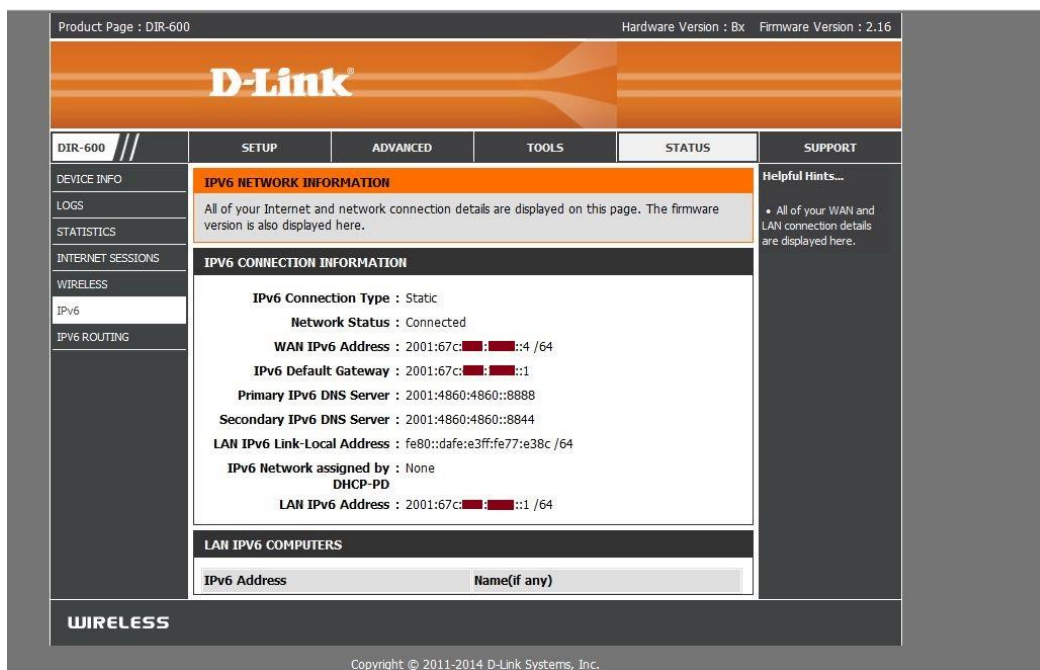 Product Page : DIR-600 Hardware Version : Bx Firmware Version : 2.16
D-Link
DIR-600 SETUP ADVANCED TOOLS STATUS SUPPORT
DEVICE INFO
LOGS
STATISTICS
INTERNET SESSIONS
WIRELESS
IPv6
IPV6 ROUTING
IPV6 NETWORK INFORMATION
All of your Internet and network connection details are displayed on this page. The firmware
version is also displayed here.
IPV6 CONNECTION INFORMATION
IPv6 Connection Type : Static
Network Status : Connected
WAN IPv6 Address : 2001:67c: : ::4 /64
IPv6 Default Gateway : 2001:67c: : ::1
Primary IPv6 DNS Server : 2001:4860:4860::8888
Secondary IPv6 DNS Server : 2001:4860:4860::8844
LAN IPv6 Link-Local Address : fe80::dafe:e3ff:fe77:e38c /64
IPv6 Network assigned by : None
DHCP-PD
LAN IPv6 Address : 2001:67c: : ::1 /64
LAN IPV6 COMPUTERS
IPv6 Address Name(if any)
Helpful Hints...
• All of your WAN and
LAN connection details
are displayed here.
WIRELESS
Copyright © 2011-2014 D-Link Systems, Inc.